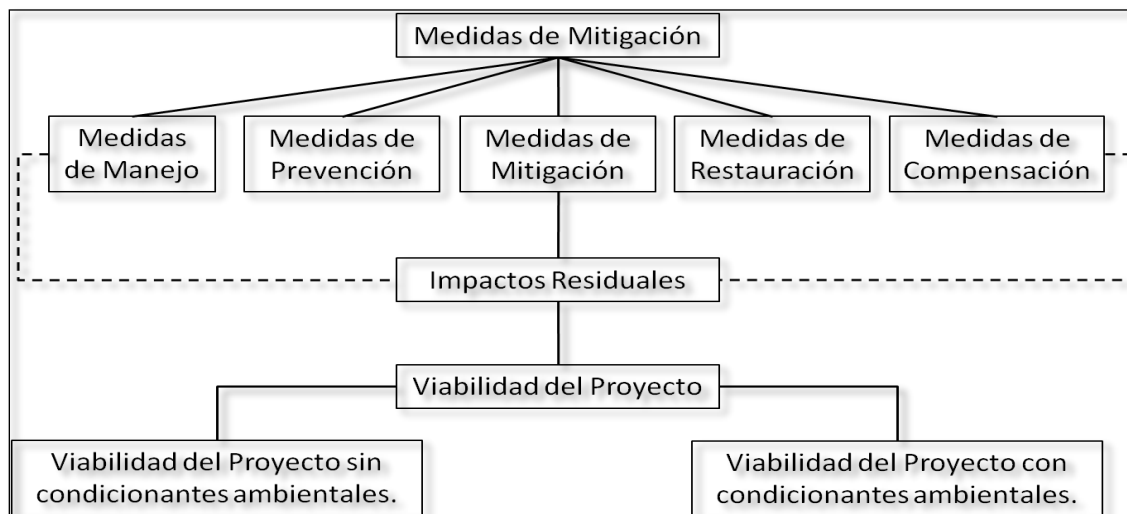 Medidas de Mitigación
Medidas
de Manejo
Medidas de
Prevención
Medidas de
Mitigación
Medidas de
Restauración
Medidas de
Compensación
Impactos Residuales
Viabilidad del Proyecto
Viabilidad del Proyecto sin
condicionantes ambientales.
Viabilidad del Proyecto con
condicionantes ambientales.